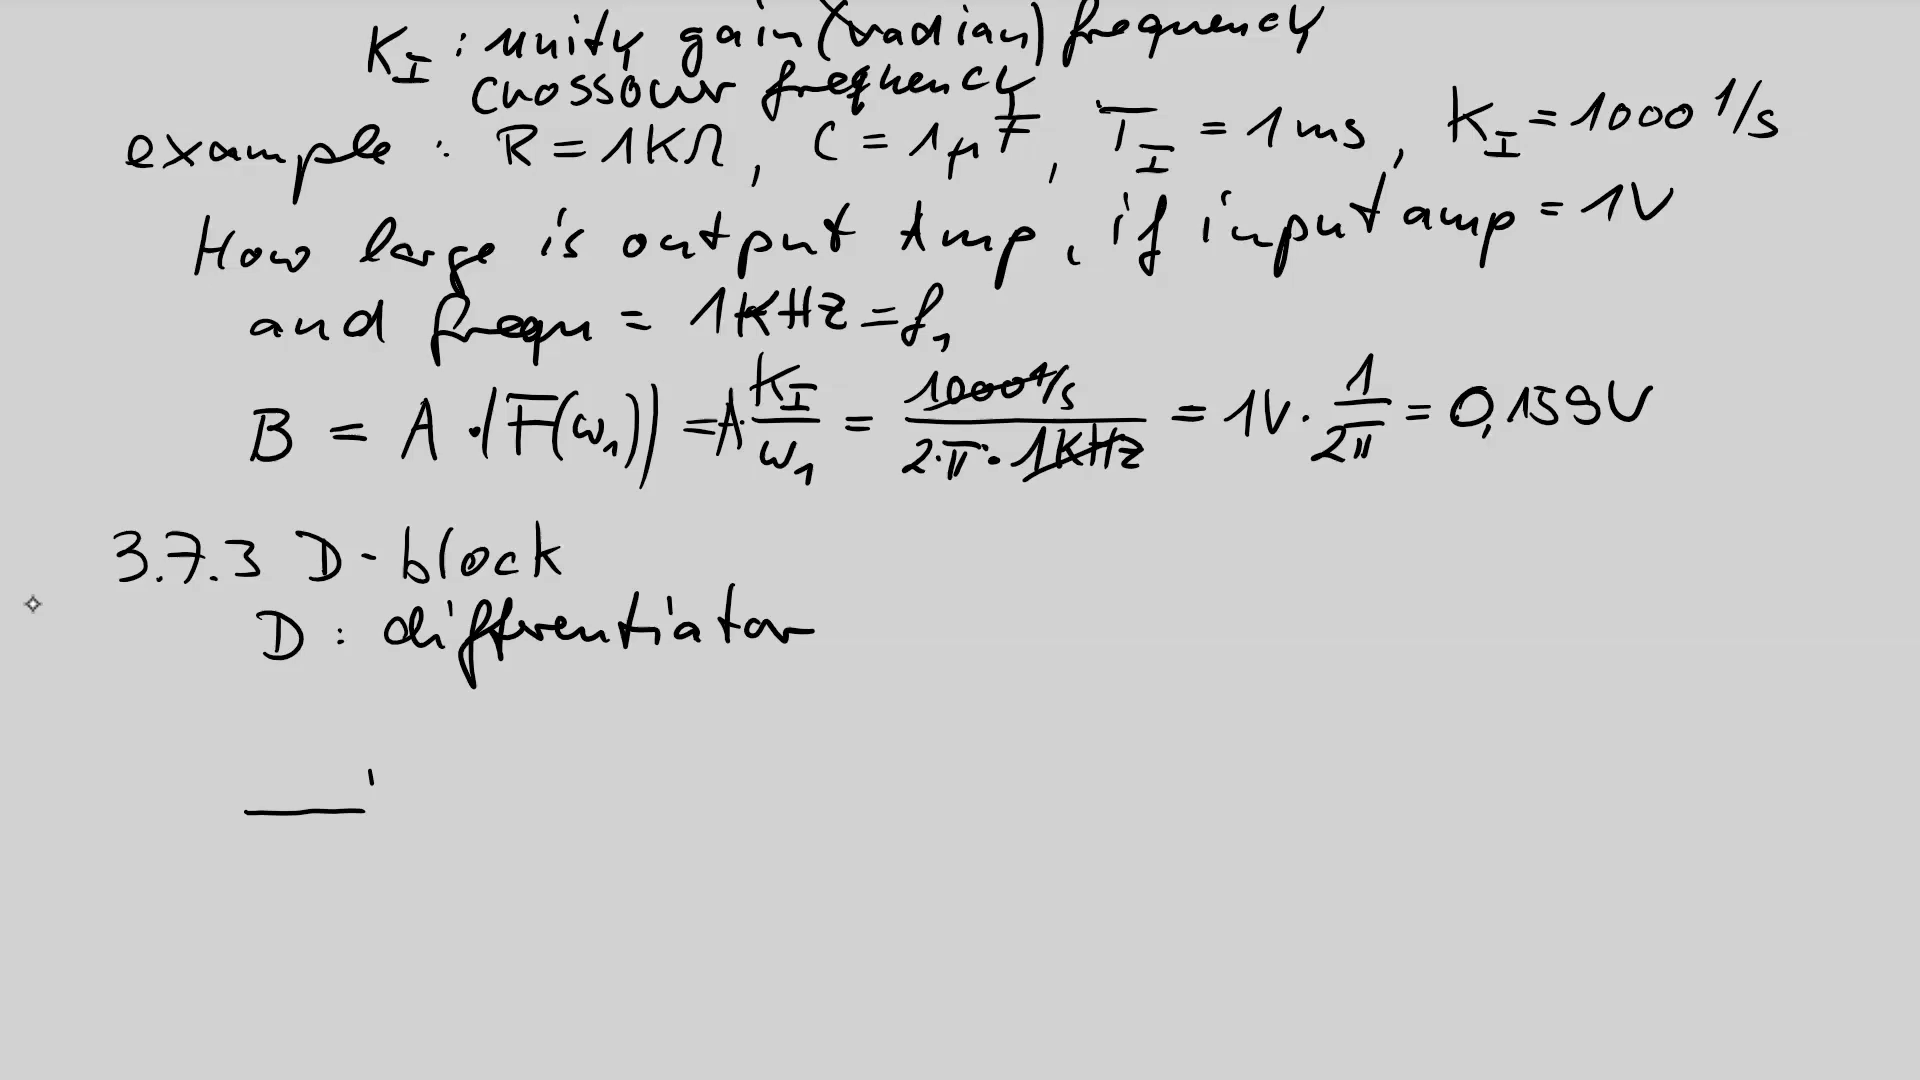 K_I : unity gain (radian) frequency
crossover frequency
example : R = 1KΩ, C = 1µF, T_I = 1ms, K_I = 1000 1/s
How large is output Amp, if input amp = 1V
and frequ = 1KHz = f_1
B = A · |F(ω_1)| = A · K_I/ω_1 = 1000 1/s / 2·π·1KHz = 1V · 1/2π = 0,159V
3.7.3 D-block
D : differentiator